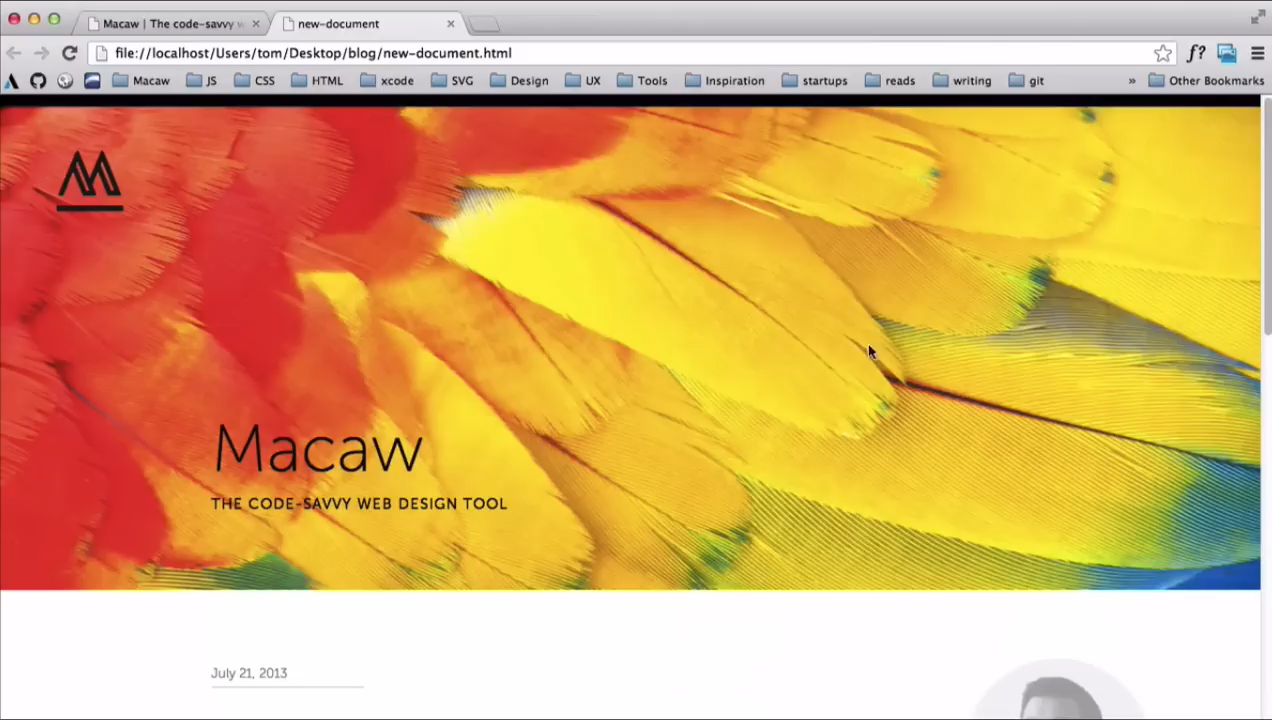 Macaw | The code-savvy w
new-document
file://localhost/Users/tom/Desktop/blog/new-document.html
f?
Macaw JS CSS HTML xcode SVG Design UX Tools Inspiration startups reads writing git » Other Bookmarks
Macaw
THE CODE-SAVVY WEB DESIGN TOOL
July 21, 2013